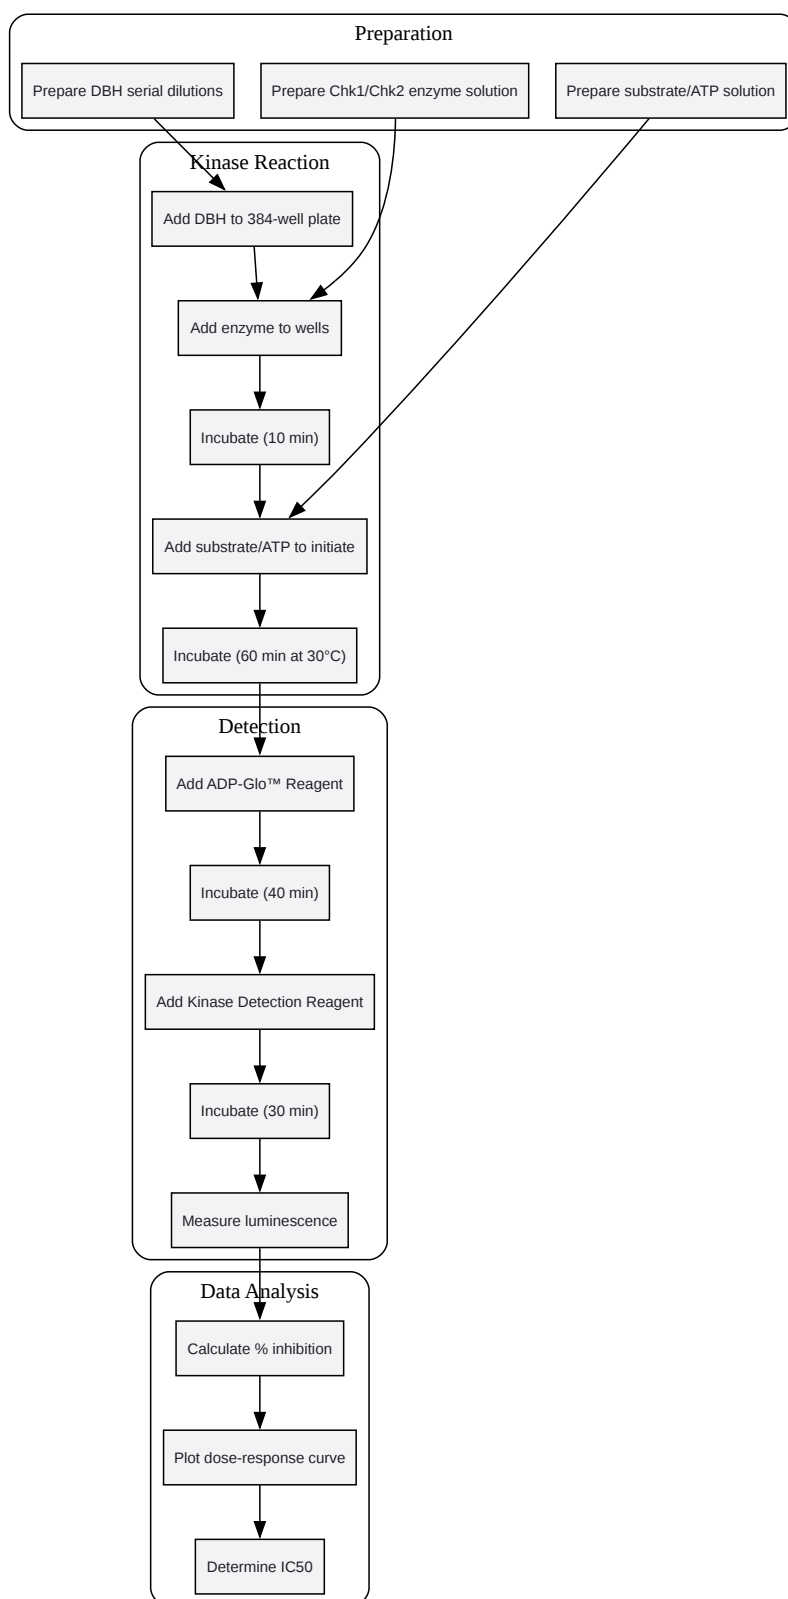 Preparation
Prepare DBH serial dilutions
Prepare Chk1/Chk2 enzyme solution
Prepare substrate/ATP solution
Kinase Reaction
Add DBH to 384-well plate
Add enzyme to wells
Incubate (10 min)
Add substrate/ATP to initiate
Incubate (60 min at 30°C)
Detection
Add ADP-Glo™ Reagent
Incubate (40 min)
Add Kinase Detection Reagent
Incubate (30 min)
Measure luminescence
Data Analysis
Calculate % inhibition
Plot dose-response curve
Determine IC50